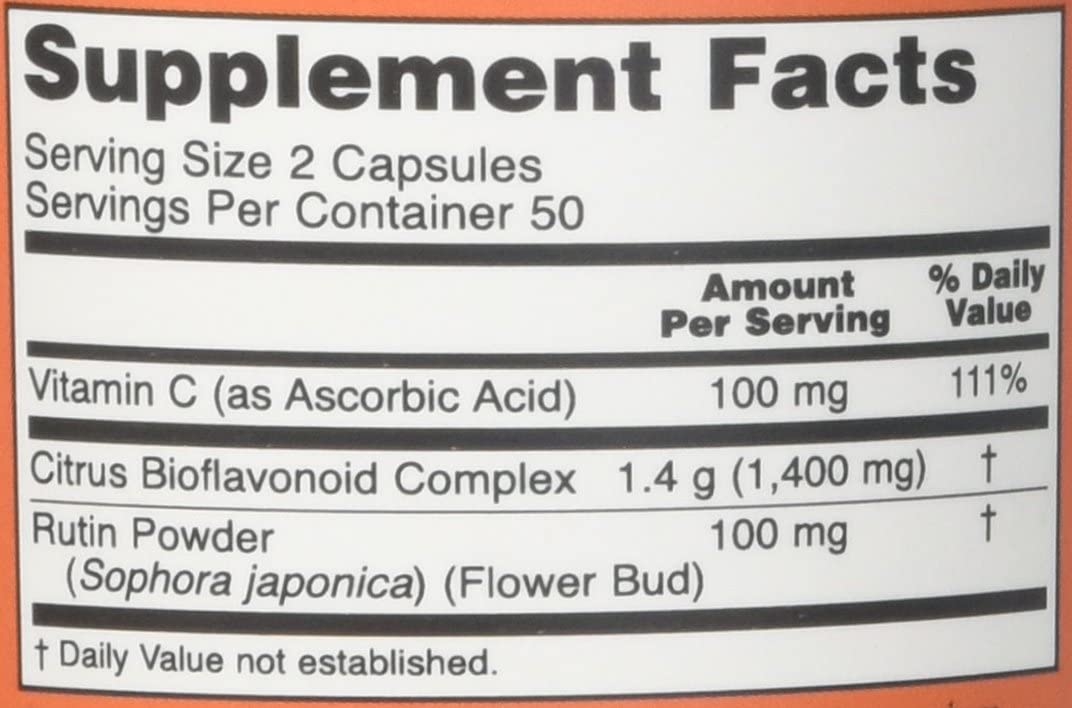 Supplement Facts
Serving Size 2 Capsules
Servings Per Container 50
Amount Per Serving
% Daily Value
Vitamin C (as Ascorbic Acid) 100 mg 111%
Citrus Bioflavonoid Complex 1.4 g (1,400 mg) †
Rutin Powder 100 mg †
(Sophora japonica) (Flower Bud)
† Daily Value not established.